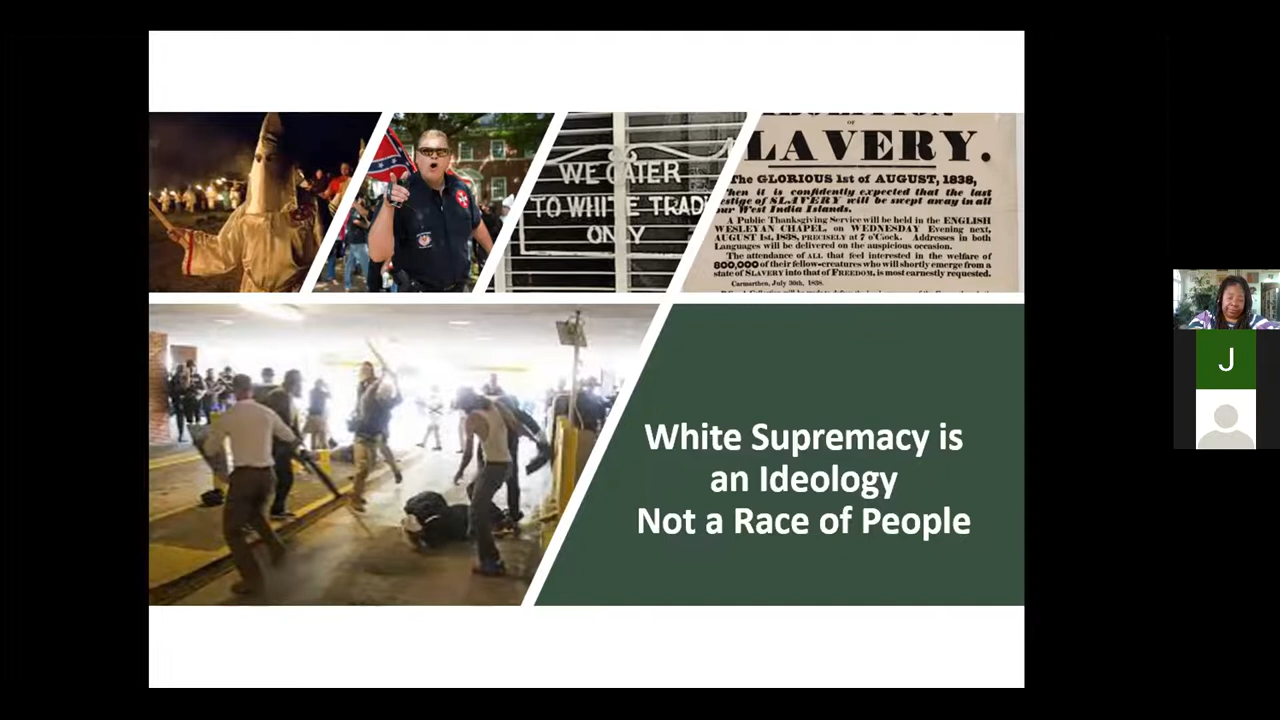 WE CATER
TO WHITE TRAD
ONLY
LAVERY.
The GLORIOUS 1st of AUGUST, 1838,
hen it is confidently expected that the last
stige of SLAVERY will be swept away in all
ur West India Islands.
A Public Thanksgiving Service will be held in the ENGLISH
WESLEYAN CHAPEL, on WEDNESDAY Evening next,
AUGUST 1st, 1838, PRECISELY at 7 o'Cock. Addresses in both
Languages will be delivered on the auspicious occasion.
The attendance of ALL that feel interested in the welfare of
800,000 of their fellow-creatures who will shortly emerge from a
state of SLAVERY into that of FREEDOM, is most earnestly requested.
Carmarthen, July 30th, 1838.
White Supremacy is
an Ideology
Not a Race of People
J